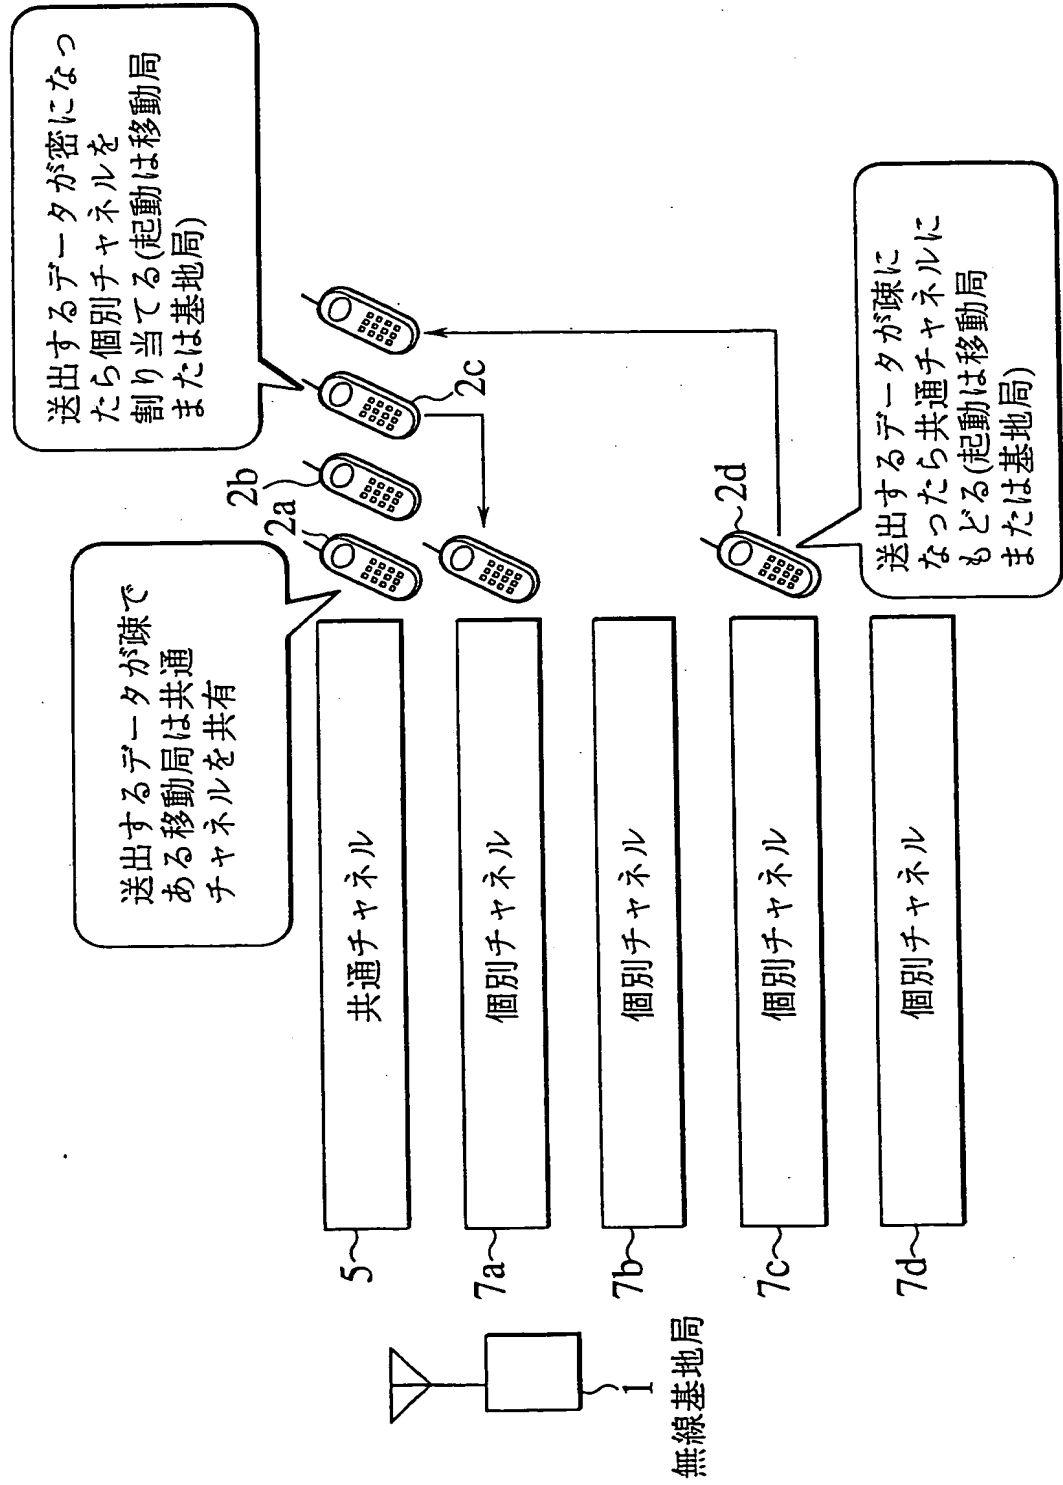 送出するデータが密になっ
たら個別チャネルを
割り当てる(起動は移動局
または基地局)
送出するデータが疎で
ある移動局は共通
チャネルを共有
2a
2b
2c
2d
送出するデータが疎に
なったら共通チャネルに
もどる(起動は移動局
または基地局)
5
共通チャネル
7a
個別チャネル
7b
個別チャネル
7c
個別チャネル
7d
個別チャネル
1
無線基地局